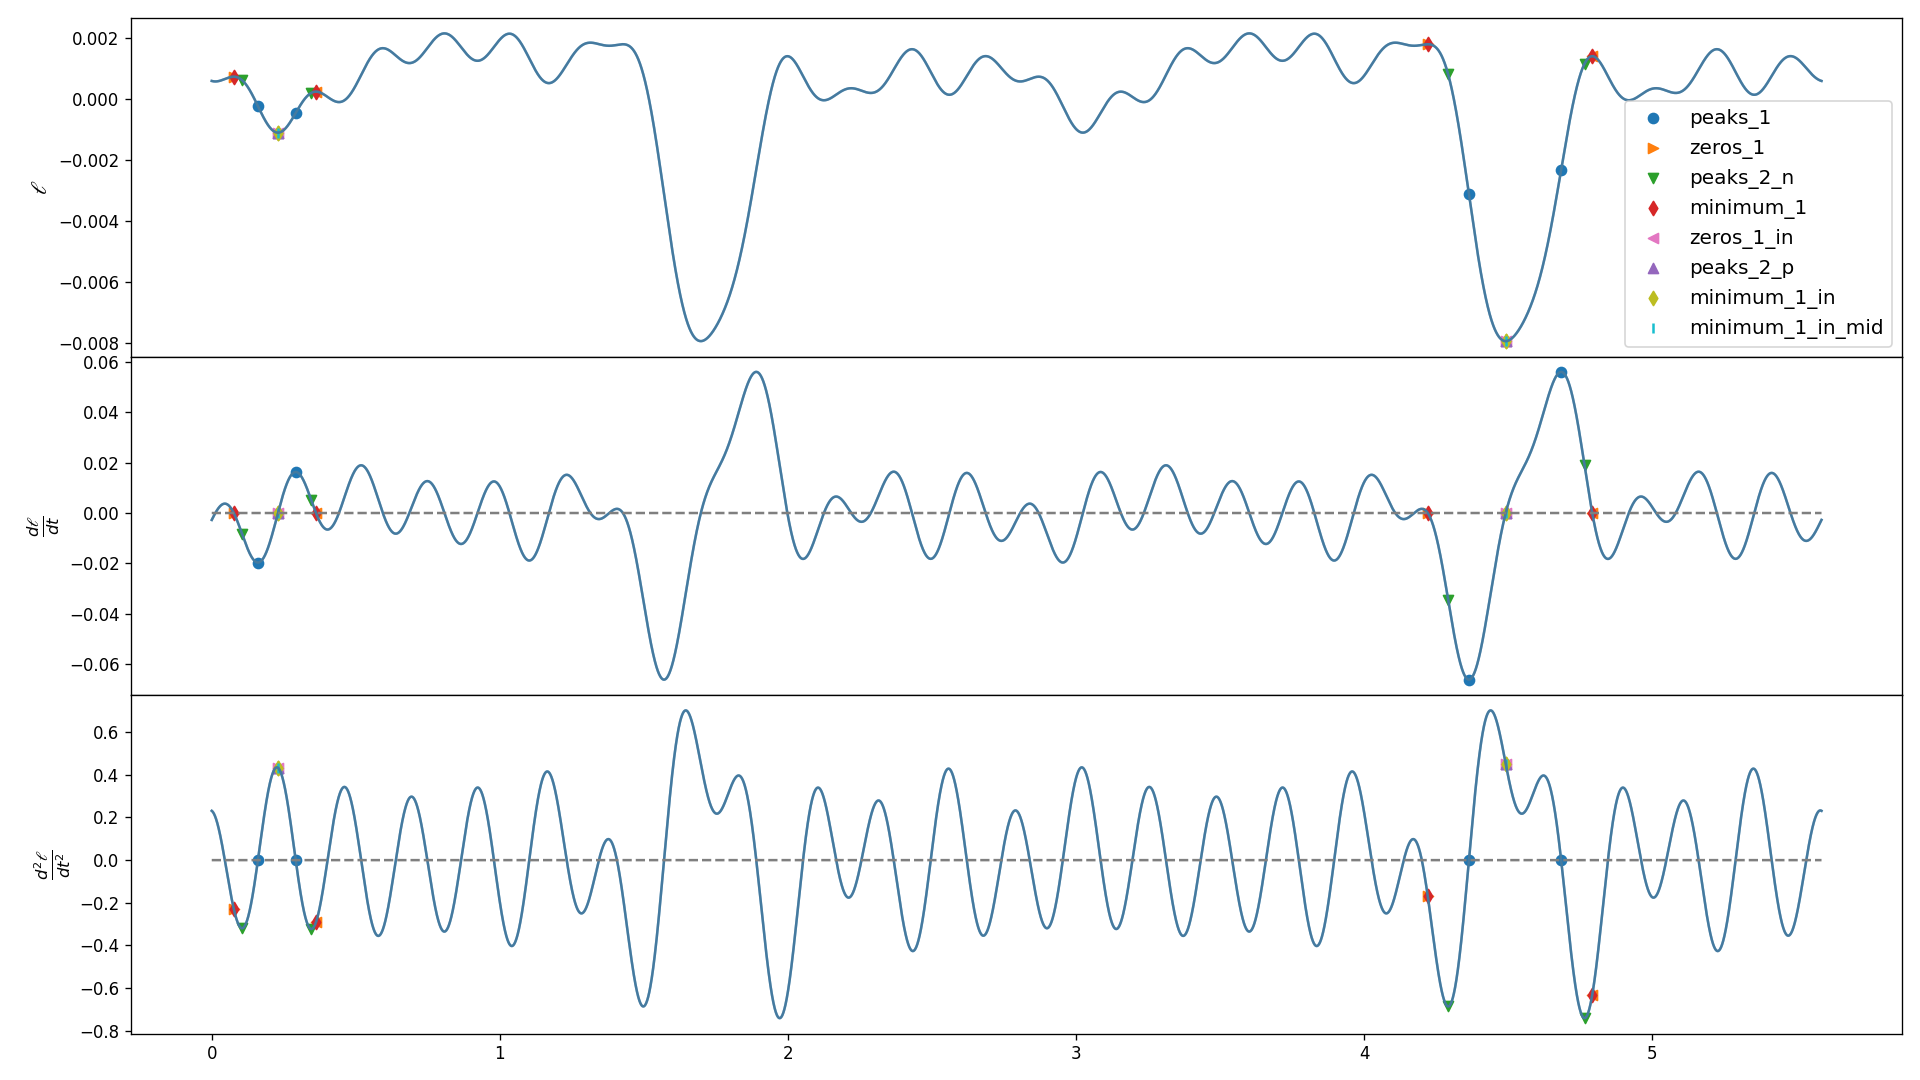 0.002
0.000
−0.002
−0.004
−0.006
−0.008
ℓ
peaks_1
zeros_1
peaks_2_n
minimum_1
zeros_1_in
peaks_2_p
minimum_1_in
minimum_1_in_mid
0.06
0.04
0.02
0.00
−0.02
−0.04
−0.06
dℓ
dt
0.6
0.4
0.2
0.0
−0.2
−0.4
−0.6
−0.8
d²ℓ
dt²
0 1 2 3 4 5